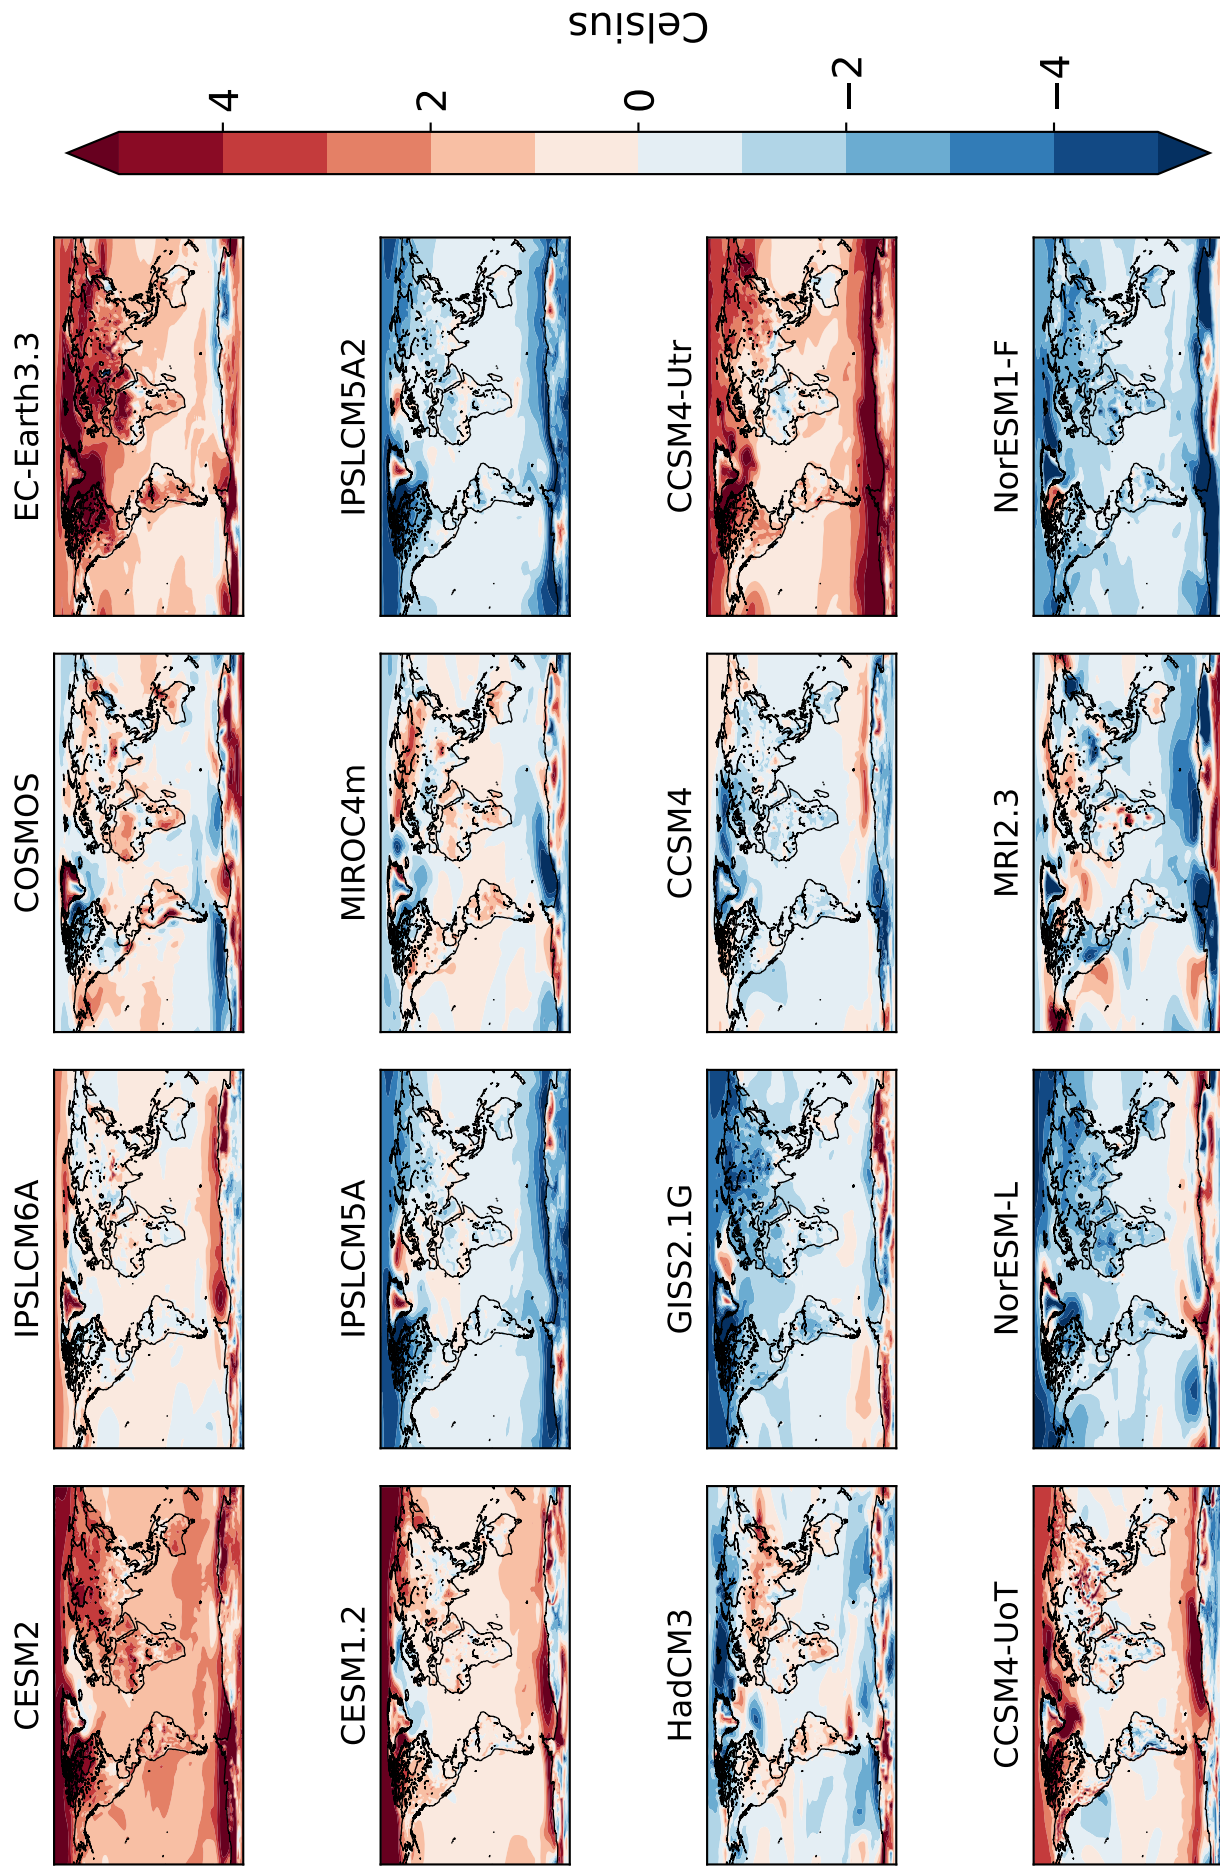 CESM2
IPSLCM6A
COSMOS
EC-Earth3.3
CESM1.2
IPSLCM5A
MIROC4m
IPSLCM5A2
HadCM3
GISS2.1G
CCSM4
CCSM4-Utr
CCSM4-UoT
NorESM-L
MRI2.3
NorESM1-F
4
2
0
−2
−4
Celsius